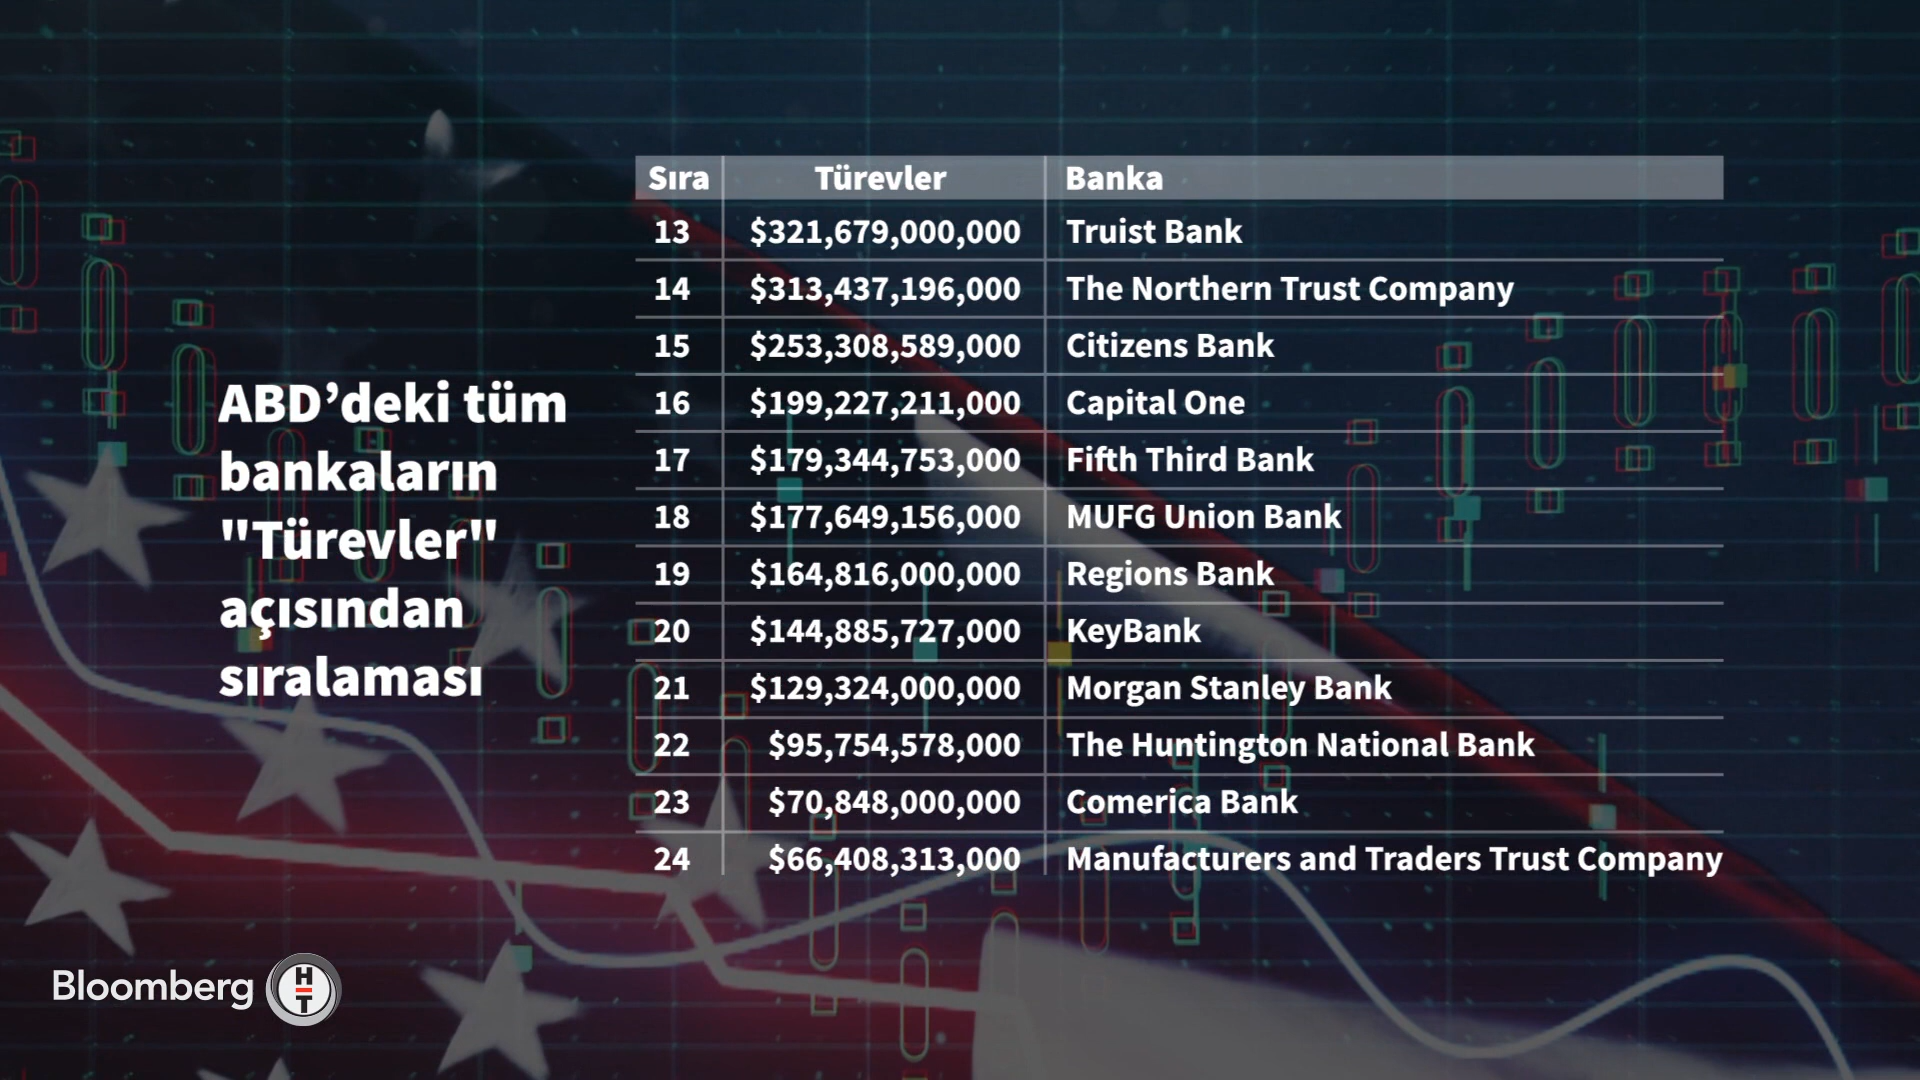 ABD’deki tüm
bankaların
"Türevler"
açısından
sıralaması
Sıra Türevler Banka
13 $321,679,000,000 Truist Bank
14 $313,437,196,000 The Northern Trust Company
15 $253,308,589,000 Citizens Bank
16 $199,227,211,000 Capital One
17 $179,344,753,000 Fifth Third Bank
18 $177,649,156,000 MUFG Union Bank
19 $164,816,000,000 Regions Bank
20 $144,885,727,000 KeyBank
21 $129,324,000,000 Morgan Stanley Bank
22 $95,754,578,000 The Huntington National Bank
23 $70,848,000,000 Comerica Bank
24 $66,408,313,000 Manufacturers and Traders Trust Company
Bloomberg HT